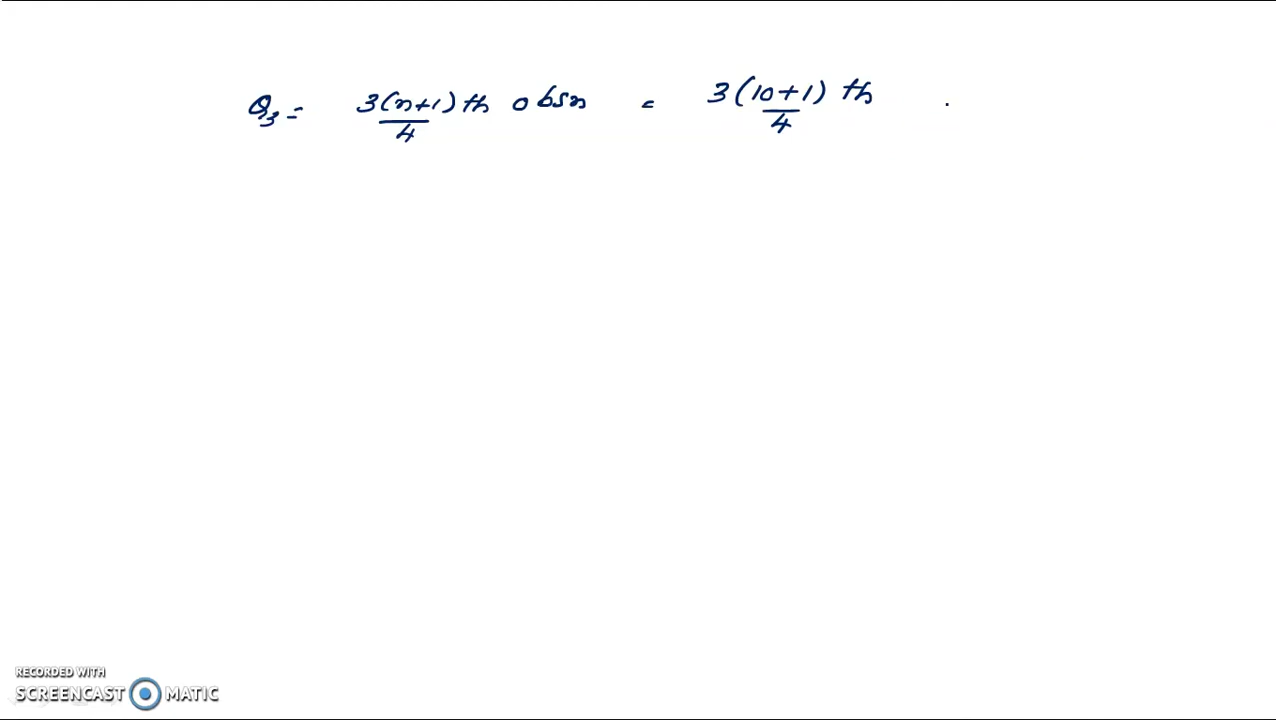 Q₃ = 3(n+1)/4 th obsn = 3(10+1)/4 th
RECORDED WITH
SCREENCAST MATIC